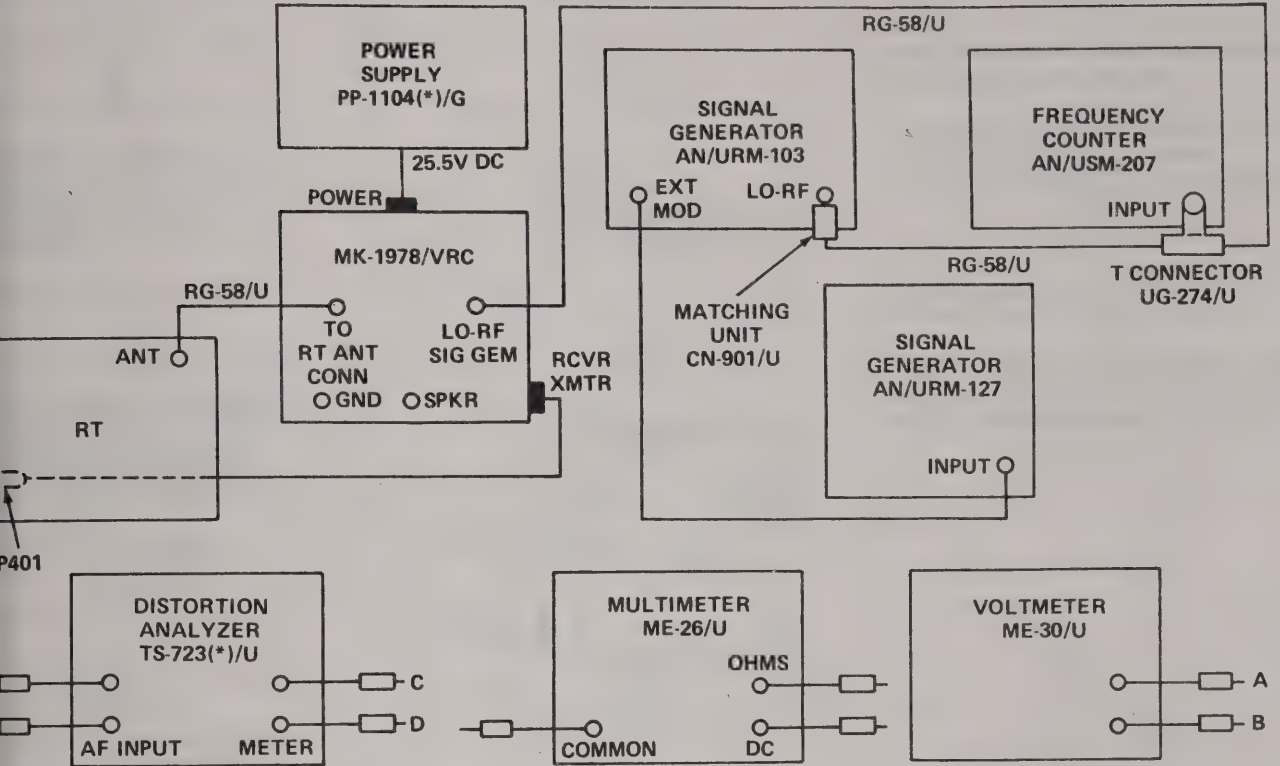 RG-58/U
POWER
SUPPLY
PP-1104(*)/G
25.5V DC
SIGNAL
GENERATOR
AN/URM-103
EXT
MOD
LO-RF
FREQUENCY
COUNTER
AN/USM-207
INPUT
POWER
MK-1978/VRC
RG-58/U
TO
RT ANT
CONN
LO-RF
SIG GEM
GND
SPKR
RCVR
XMTR
RG-58/U
T CONNECTOR
UG-274/U
MATCHING
UNIT
CN-901/U
SIGNAL
GENERATOR
AN/URM-127
INPUT
ANT
RT
P401
DISTORTION
ANALYZER
TS-723(*)/U
C
D
AF INPUT
METER
MULTIMETER
ME-26/U
OHMS
COMMON
DC
VOLTMETER
ME-30/U
A
B